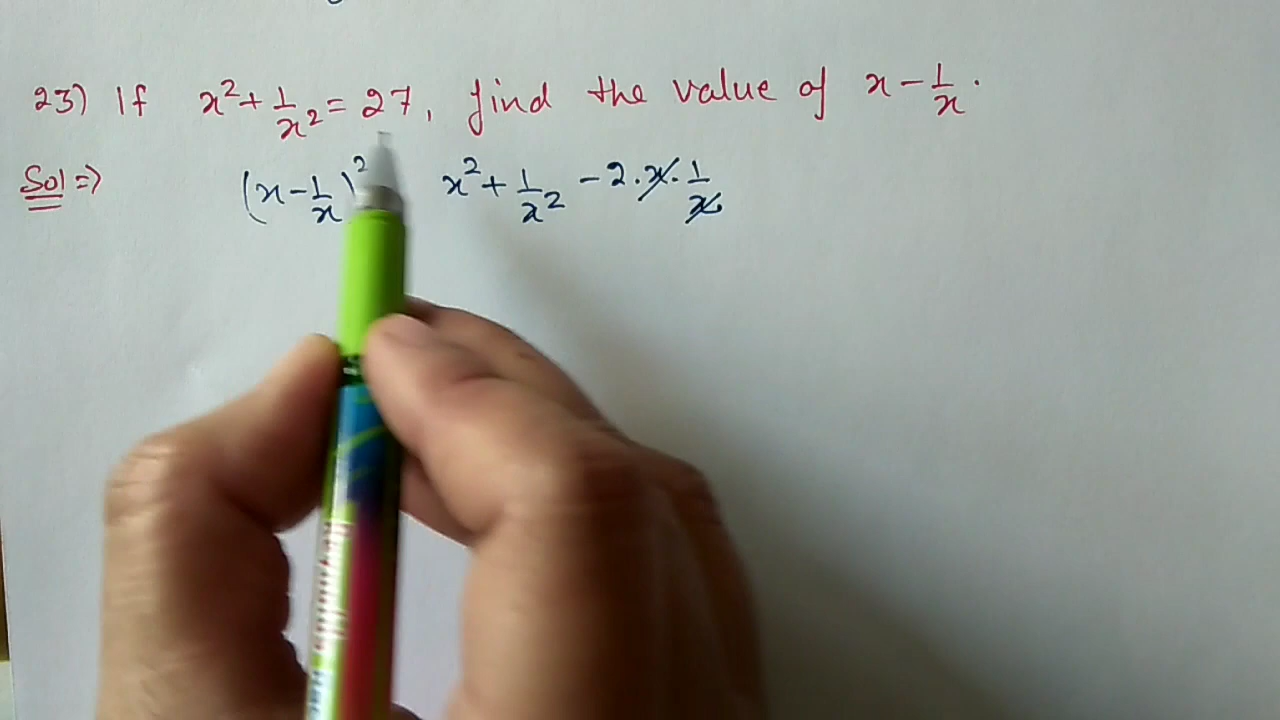 23) If x² + 1/x² = 27, find the value of x - 1/x.
Sol => (x - 1/x)² x² + 1/x² - 2 . x . 1/x